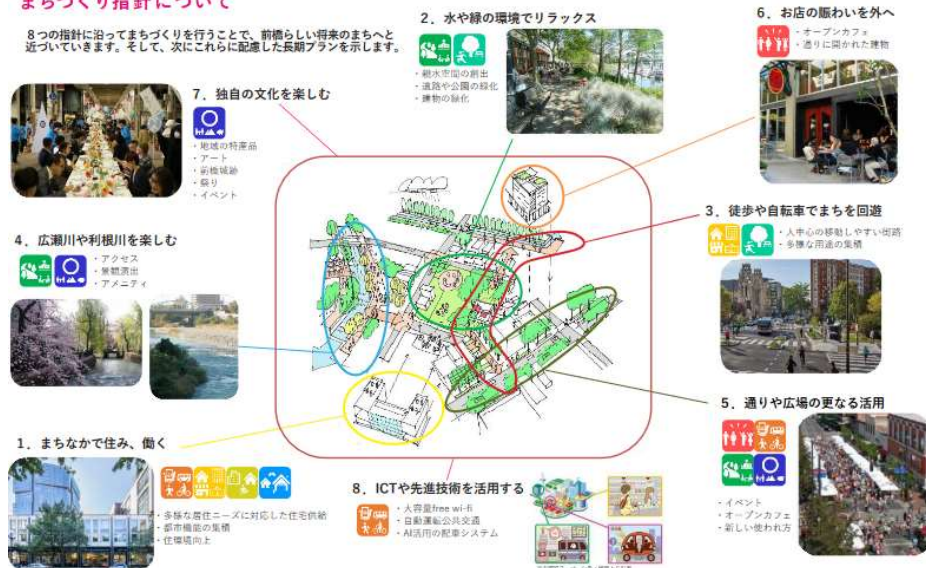 まちづくり指針について
8つの指針に沿ってまちづくりを行うことで、前橋らしい将来のまちへと
近づいていきます。そして、次にこれらに配慮した長期プランを示します。
2．水や緑の環境でリラックス
・親水空間の創出
・道路や公園の緑化
・建物の緑化
6．お店の賑わいを外へ
・オープンカフェ
・通りに開かれた建物
7．独自の文化を楽しむ
・地域の特産品
・アート
・前橋城跡
・祭り
・イベント
3．徒歩や自転車でまちを回遊
・人中心の移動しやすい街路
・多様な用途の集積
4．広瀬川や利根川を楽しむ
・アクセス
・景観演出
・アメニティ
5．通りや広場の更なる活用
・イベント
・オープンカフェ
・新しい使われ方
1．まちなかで住み、働く
・多様な居住ニーズに対応した住宅供給
・都市機能の集積
・住環境向上
8．ICTや先進技術を活用する
・大容量free wi-fi
・自動運転公共交通
・AI活用の配車システム